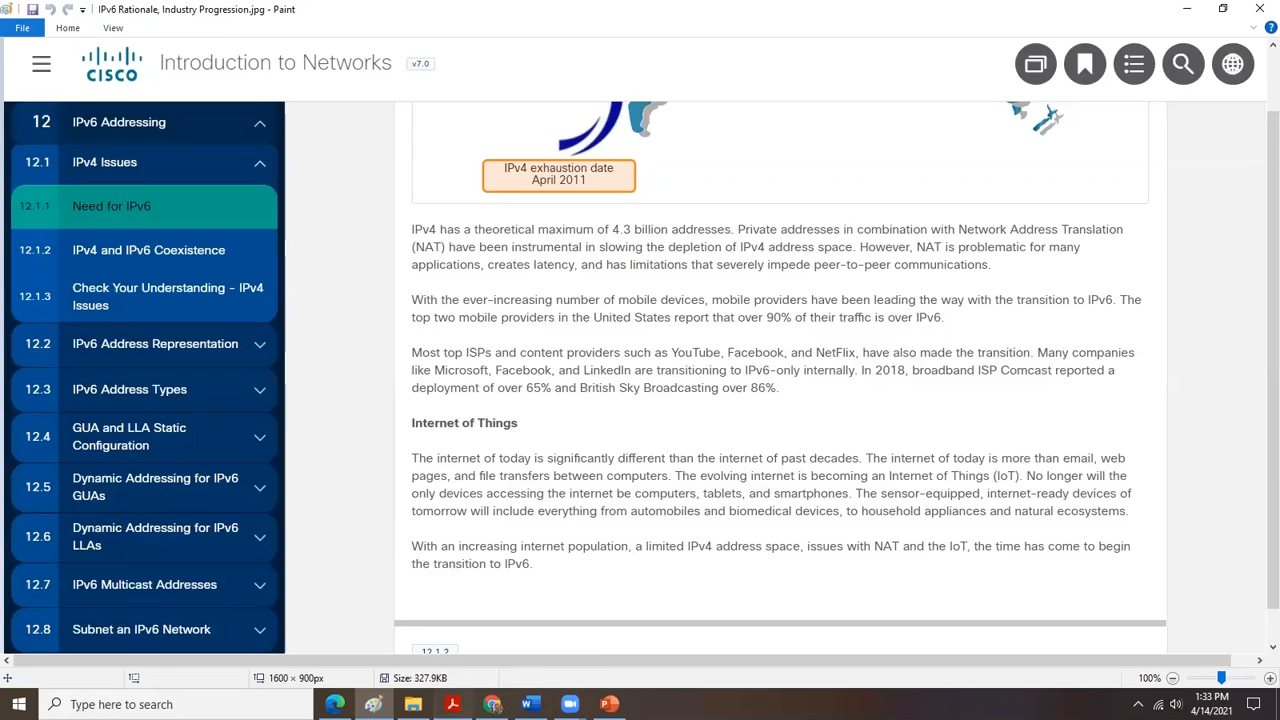 IPv6 Rationale, Industry Progression.jpg - Paint
File
Home
View
CISCO
Introduction to Networks
v7.0
12 IPv6 Addressing
12.1 IPv4 Issues
12.1.1 Need for IPv6
12.1.2 IPv4 and IPv6 Coexistence
12.1.3 Check Your Understanding - IPv4
Issues
12.2 IPv6 Address Representation
12.3 IPv6 Address Types
12.4 GUA and LLA Static
Configuration
12.5 Dynamic Addressing for IPv6
GUAs
12.6 Dynamic Addressing for IPv6
LLAs
12.7 IPv6 Multicast Addresses
12.8 Subnet an IPv6 Network
IPv4 exhaustion date
April 2011
IPv4 has a theoretical maximum of 4.3 billion addresses. Private addresses in combination with Network Address Translation
(NAT) have been instrumental in slowing the depletion of IPv4 address space. However, NAT is problematic for many
applications, creates latency, and has limitations that severely impede peer-to-peer communications.
With the ever-increasing number of mobile devices, mobile providers have been leading the way with the transition to IPv6. The
top two mobile providers in the United States report that over 90% of their traffic is over IPv6.
Most top ISPs and content providers such as YouTube, Facebook, and NetFlix, have also made the transition. Many companies
like Microsoft, Facebook, and LinkedIn are transitioning to IPv6-only internally. In 2018, broadband ISP Comcast reported a
deployment of over 65% and British Sky Broadcasting over 86%.
Internet of Things
The internet of today is significantly different than the internet of past decades. The internet of today is more than email, web
pages, and file transfers between computers. The evolving internet is becoming an Internet of Things (IoT). No longer will the
only devices accessing the internet be computers, tablets, and smartphones. The sensor-equipped, internet-ready devices of
tomorrow will include everything from automobiles and biomedical devices, to household appliances and natural ecosystems.
With an increasing internet population, a limited IPv4 address space, issues with NAT and the IoT, the time has come to begin
the transition to IPv6.
12.1.2
1600 × 900px
Size: 327.9KB
100%
Type here to search
1:33 PM
4/14/2021